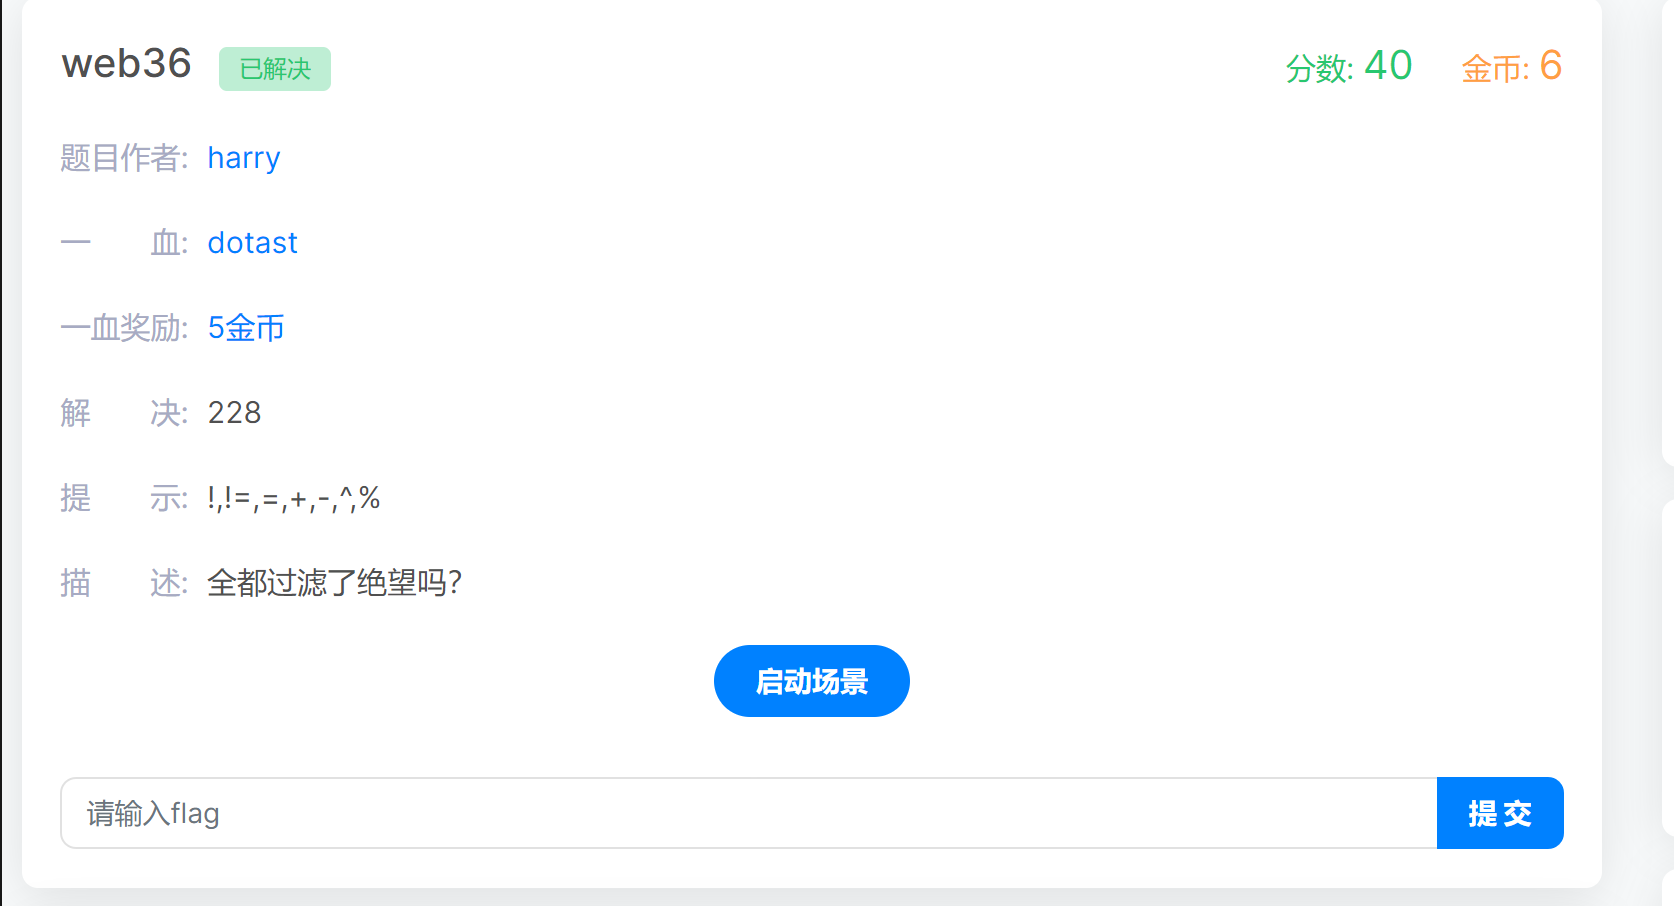 web36 已解决 分数: 40 金币: 6
题目作者: harry
一 血: dotast
一血奖励: 5金币
解 决: 228
提 示: !,!=,=,+,-,^,%
描 述: 全都过滤了绝望吗？
启动场景
请输入flag 提 交